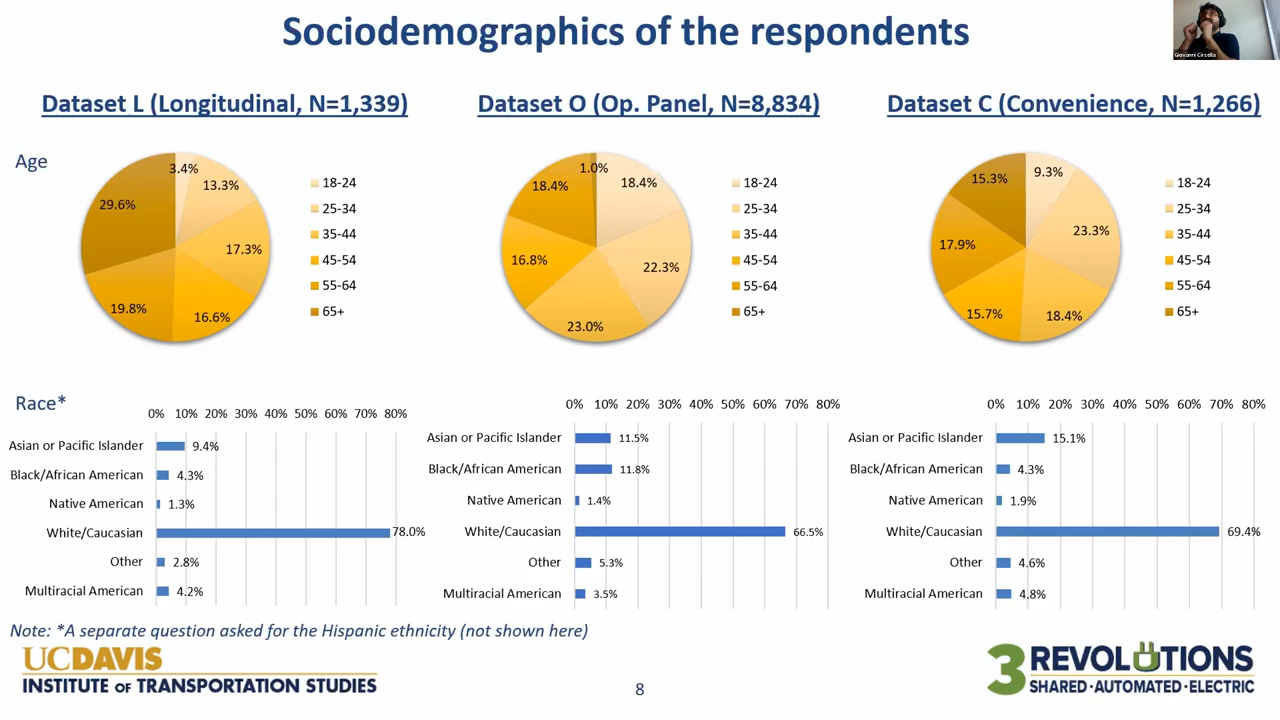 Sociodemographics of the respondents
Giovanni Circella
Dataset L (Longitudinal, N=1,339)
Dataset O (Op. Panel, N=8,834)
Dataset C (Convenience, N=1,266)
Age
3.4%
13.3%
17.3%
16.6%
19.8%
29.6%
18-24
25-34
35-44
45-54
55-64
65+
1.0%
18.4%
22.3%
23.0%
16.8%
18.4%
18-24
25-34
35-44
45-54
55-64
65+
9.3%
23.3%
18.4%
15.7%
17.9%
15.3%
18-24
25-34
35-44
45-54
55-64
65+
Race*
0% 10% 20% 30% 40% 50% 60% 70% 80%
Asian or Pacific Islander 9.4%
Black/African American 4.3%
Native American 1.3%
White/Caucasian 78.0%
Other 2.8%
Multiracial American 4.2%
0% 10% 20% 30% 40% 50% 60% 70% 80%
Asian or Pacific Islander 11.5%
Black/African American 11.8%
Native American 1.4%
White/Caucasian 66.5%
Other 5.3%
Multiracial American 3.5%
0% 10% 20% 30% 40% 50% 60% 70% 80%
Asian or Pacific Islander 15.1%
Black/African American 4.3%
Native American 1.9%
White/Caucasian 69.4%
Other 4.6%
Multiracial American 4.8%
Note: *A separate question asked for the Hispanic ethnicity (not shown here)
UCDAVIS
INSTITUTE OF TRANSPORTATION STUDIES
8
3 REVOLUTIONS
SHARED·AUTOMATED·ELECTRIC